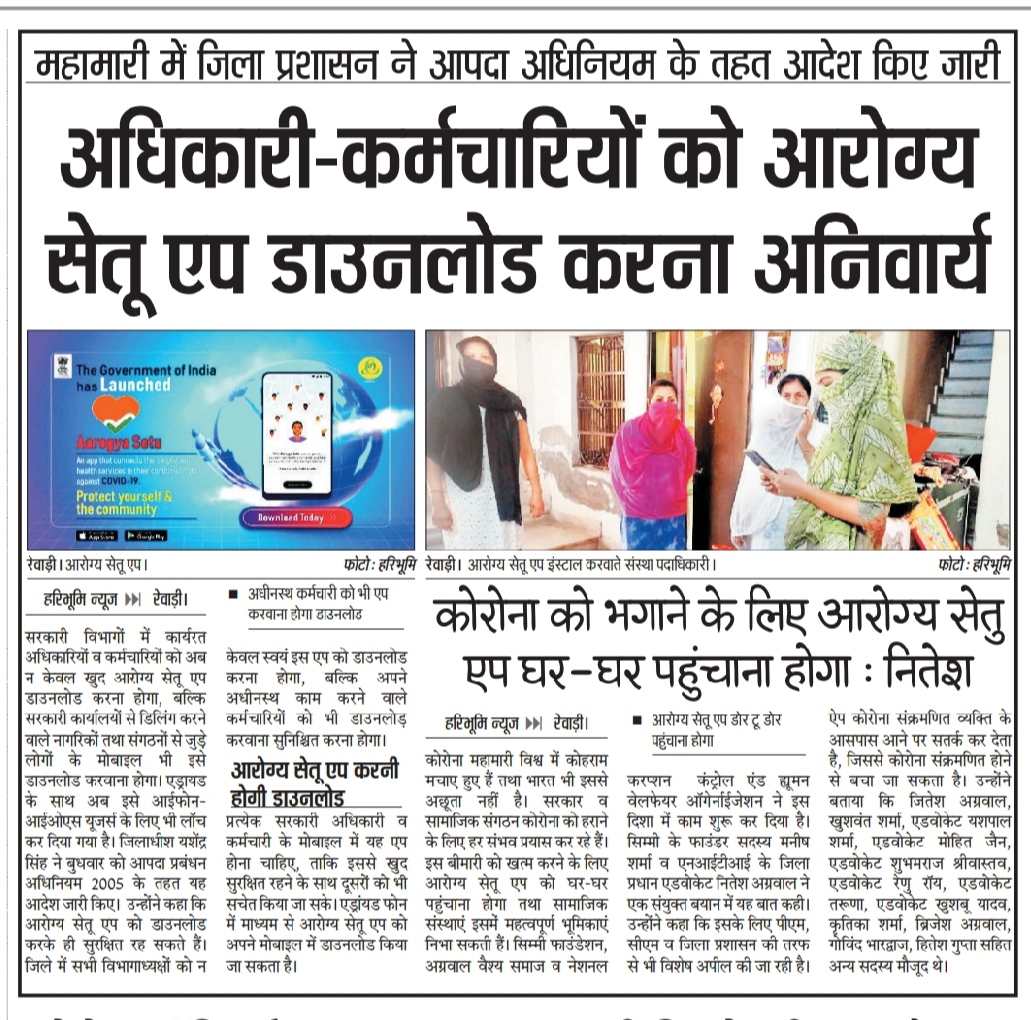 महामारी में जिला प्रशासन ने आपदा अधिनियम के तहत आदेश किए जारी
अधिकारी-कर्मचारियों को आरोग्य
सेतू एप डाउनलोड करना अनिवार्य
The Government of India
has Launched
Aarogya Setu
An app that connects the people with
health services in their combined fight
against COVID-19.
Protect yourself &
the community
App Store
Google Play
Download Today
रेवाड़ी। आरोग्य सेतू एप।
फोटो : हरिभूमि
रेवाड़ी। आरोग्य सेतू एप इंस्टाल करवाते संस्था पदाधिकारी।
फोटो : हरिभूमि
हरिभूमि न्यूज ▶▶| रेवाड़ी।
सरकारी विभागों में कार्यरत
अधिकारियों व कर्मचारियों को अब
न केवल खुद आरोग्य सेतू एप
डाउनलोड करना होगा, बल्कि
सरकारी कार्यालयों से डिलिंग करने
वाले नागरिकों तथा संगठनों से जुड़े
लोगों के मोबाइल भी इसे
डाउनलोड करवाना होगा। एड्रायड
के साथ अब इसे आईफोन-
आईओएस यूजर्स के लिए भी लॉच
कर दिया गया है। जिलाधीश यशेंद्र
सिंह ने बुधवार को आपदा प्रबंधन
अधिनियम 2005 के तहत यह
आदेश जारी किए। उन्होंने कहा कि
आरोग्य सेतू एप को डाउनलोड
करके ही सुरक्षित रह सकते हैं।
जिले में सभी विभागाध्यक्षों को न
■ अधीनस्थ कर्मचारी को भी एप
करवाना होगा डाउनलोड
केवल स्वयं इस एप को डाउनलोड
करना होगा, बल्कि अपने
अधीनस्थ काम करने वाले
कर्मचारियों को भी डाउनलोड़
करवाना सुनिश्चित करना होगा।
आरोग्य सेतू एप करनी
होगी डाउनलोड
प्रत्येक सरकारी अधिकारी व
कर्मचारी के मोबाइल में यह एप
होना चाहिए, ताकि इससे खुद
सुरक्षित रहने के साथ दूसरों को भी
सचेत किया जा सके। एड्रॉयड फोन
में माध्यम से आरोग्य सेतू एप को
अपने मोबाइल में डाउनलोड किया
जा सकता है।
कोरोना को भगाने के लिए आरोग्य सेतु
एप घर-घर पहुंचाना होगा : नितेश
हरिभूमि न्यूज ▶▶| रेवाड़ी।
कोरोना महामारी विश्व में कोहराम
मचाए हुए हैं तथा भारत भी इससे
अछूता नहीं है। सरकार व
सामाजिक संगठन कोरोना को हराने
के लिए हर संभव प्रयास कर रहे हैं।
इस बीमारी को खत्म करने के लिए
आरोग्य सेतू एप को घर-घर
पहुंचाना होगा तथा सामाजिक
संस्थाएं इसमें महत्वपूर्ण भूमिकाएं
निभा सकती हैं। सिम्मी फाउंडेशन,
अग्रवाल वैश्य समाज व नेशनल
■ आरोग्य सेतू एप डोर टू डोर
पहुंचाना होगा
करप्शन कंट्रोल एंड ह्यूमन
वेलफेयर ऑर्गेनाईजेशन ने इस
दिशा में काम शुरू कर दिया है।
सिम्मी के फाउंडर सदस्य मनीष
शर्मा व एनआईटीआई के जिला
प्रधान एडवोकेट नितेश अग्रवाल ने
एक संयुक्त बयान में यह बात कही।
उन्होंने कहा कि इसके लिए पीएम,
सीएम व जिला प्रशासन की तरफ
से भी विशेष अपील की जा रही है।
ऐप कोरोना संक्रमणित व्यक्ति के
आसपास आने पर सतर्क कर देता
है, जिससे कोरोना संक्रमणित होने
से बचा जा सकता है। उन्होंने
बताया कि जितेश अग्रवाल,
खुशवंत शर्मा, एडवोकेट यशपाल
शर्मा, एडवोकेट मोहित जैन,
एडवोकेट शुभमराज श्रीवास्तव,
एडवोकेट रेणु रॉय, एडवोकेट
तरूणा, एडवोकेट खुशबू यादव,
कृतिका शर्मा, ब्रिजेश अग्रवाल,
गोविंद भारद्वाज, हितेश गुप्ता सहित
अन्य सदस्य मौजूद थे।